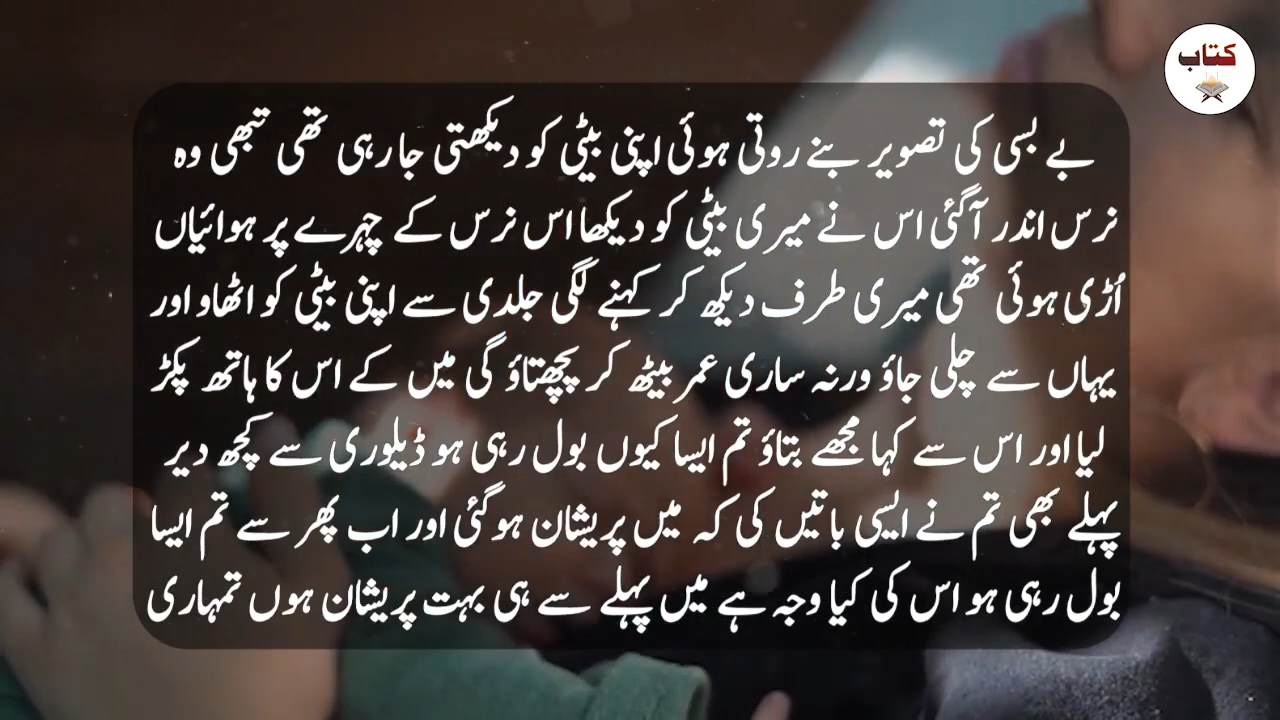 کتاب
بے بسی کی تصویر بنے روتی ہوئی اپنی بیٹی کو دیکھتی جارہی تھی تبھی وہ
نرس اندر آگئی اس نے میری بیٹی کو دیکھا اس نرس کے چہرے پر ہوائیاں
اُڑی ہوئی تھی میری طرف دیکھ کر کہنے لگی جلدی سے اپنی بیٹی کو اٹھاو اور
یہاں سے چلی جاؤ ورنہ ساری عمر بیٹھ کر پچھتاؤ گی میں کے اس کا ہاتھ پکڑ
لیا اور اس سے کہا مجھے بتاؤ تم ایسا کیوں بول رہی ہو ڈیلوری سے کچھ دیر
پہلے بھی تم نے ایسی باتیں کی کہ میں پریشان ہوگئی اور اب پھر سے تم ایسا
بول رہی ہو اس کی کیا وجہ ہے میں پہلے سے ہی بہت پریشان ہوں تمہاری